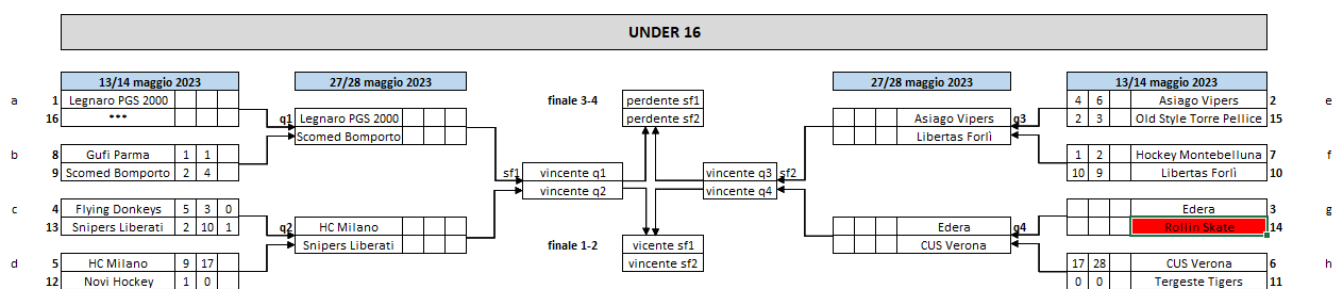 UNDER 16
13/14 maggio 2023 27/28 maggio 2023 27/28 maggio 2023 13/14 maggio 2023
a 1 Legnaro PGS 2000 finale 3-4 perdente sf1 4 6 Asiago Vipers 2 e
16 *** q1 Legnaro PGS 2000 perdente sf2 Asiago Vipers q3 2 3 Old Style Torre Pellice 15
Scomed Bomporto Libertas Forlì
b 8 Gufi Parma 1 1 1 2 Hockey Montebelluna 7 f
9 Scomed Bomporto 2 4 sf1 vincente q1 vincente q3 sf2 10 9 Libertas Forlì 10
vincente q2 vincente q4
c 4 Flying Donkeys 5 3 0 Edera 3 g
13 Snipers Liberati 2 10 1 q2 HC Milano Edera q4 Rollin Skate 14
Snipers Liberati finale 1-2 vicente sf1 CUS Verona
d 5 HC Milano 9 17 vincente sf2 17 28 CUS Verona 6 h
12 Novi Hockey 1 0 0 0 Tergeste Tigers 11